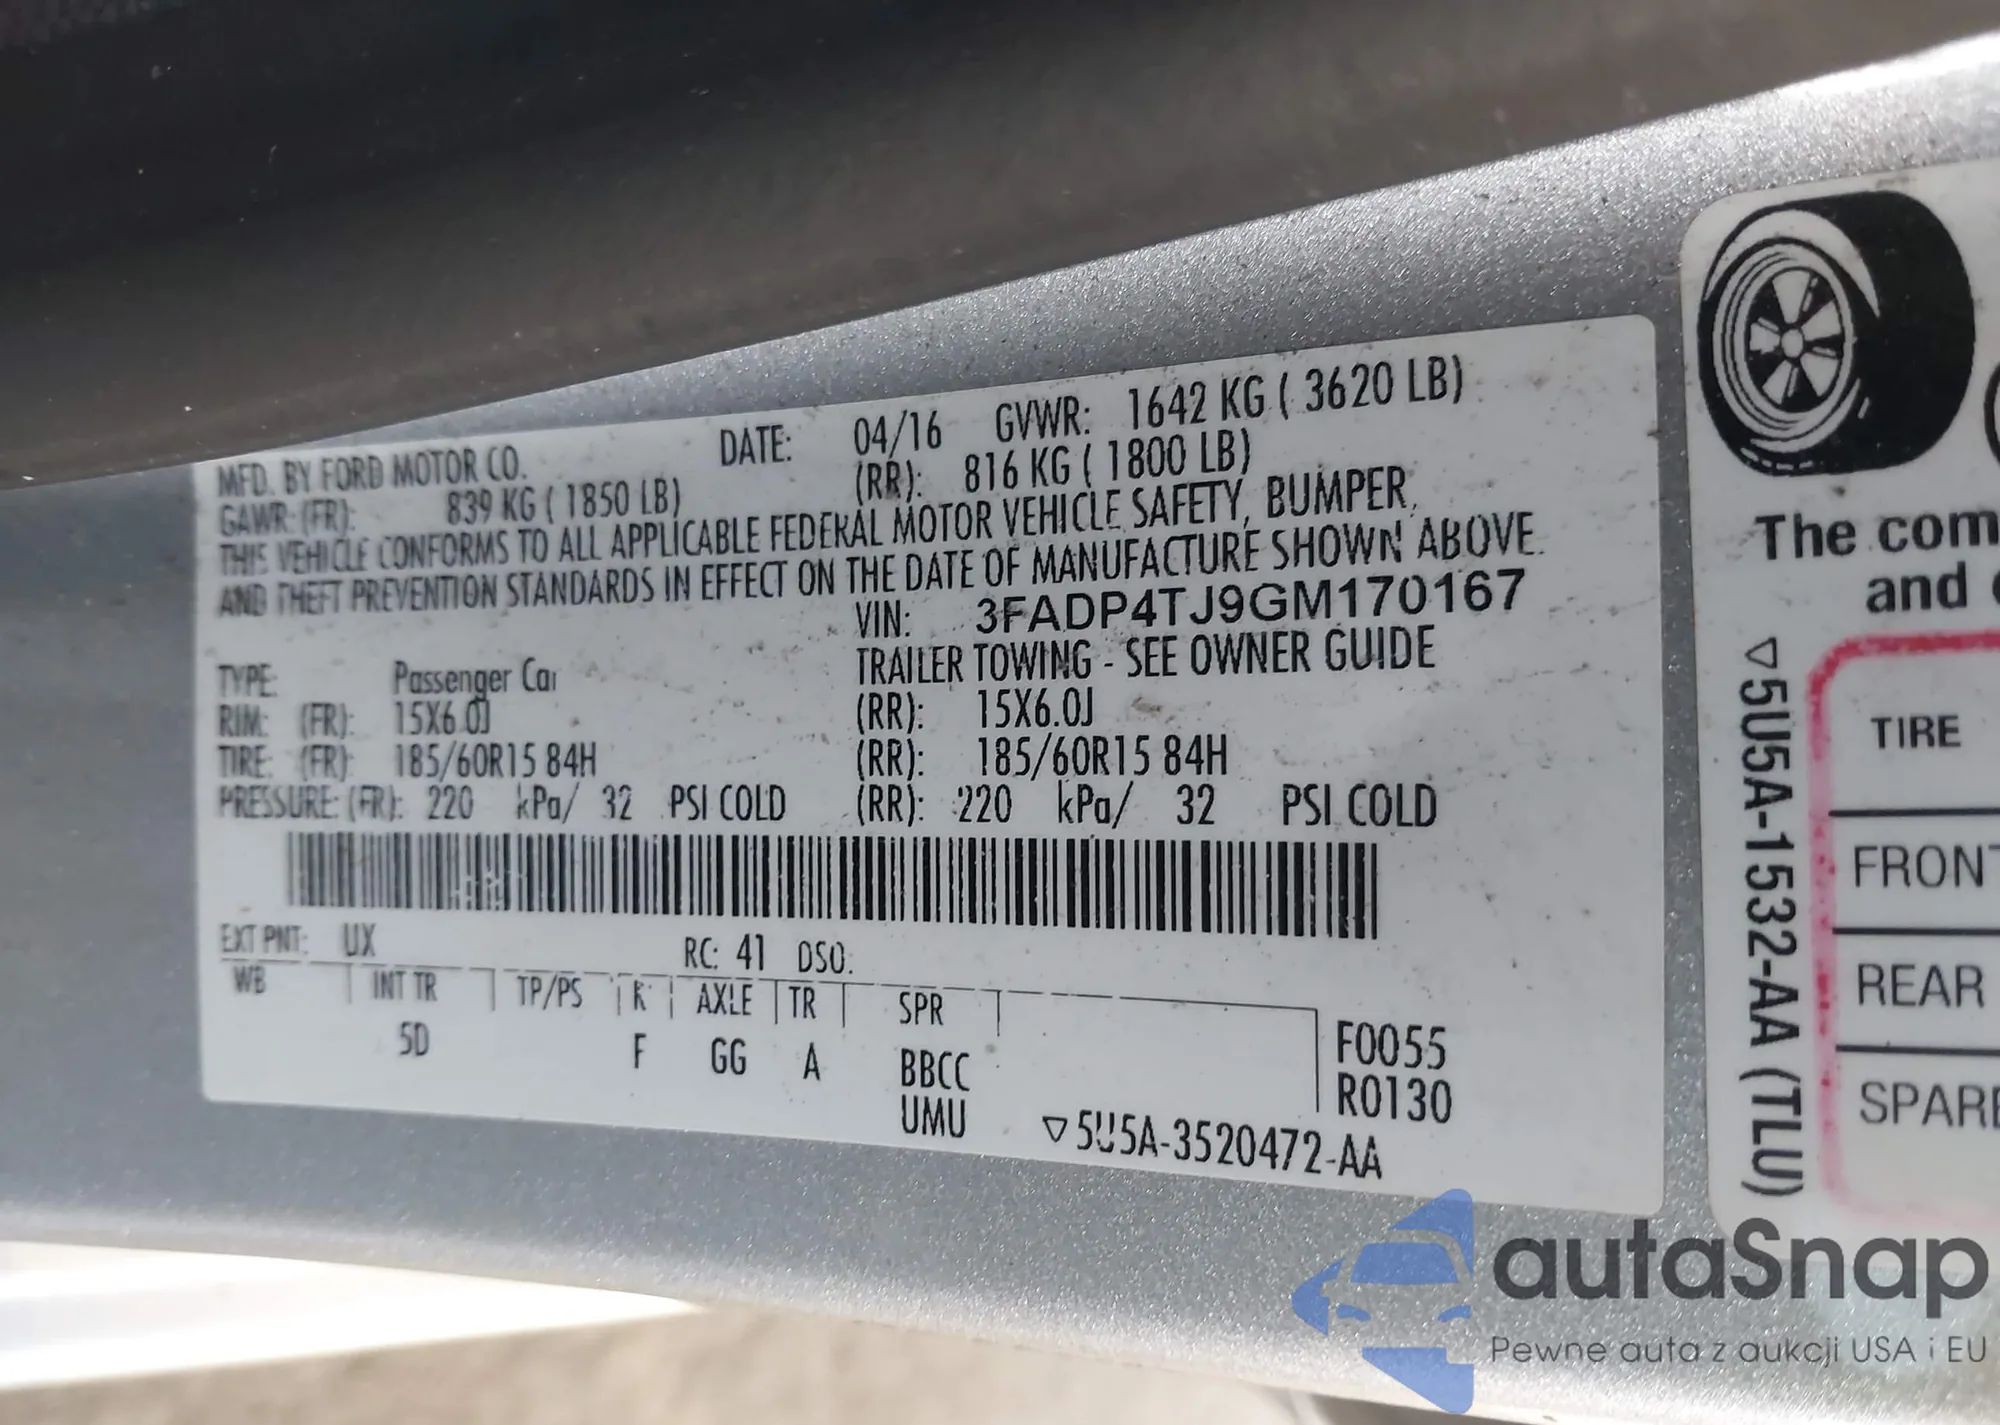 MFD. BY FORD MOTOR CO. DATE: 04/16 GVWR: 1642 KG ( 3620 LB)
GAWR: (FR): 839 KG ( 1850 LB) (RR): 816 KG ( 1800 LB)
THIS VEHICLE CONFORMS TO ALL APPLICABLE FEDERAL MOTOR VEHICLE SAFETY, BUMPER,
AND THEFT PREVENTION STANDARDS IN EFFECT ON THE DATE OF MANUFACTURE SHOWN ABOVE.
VIN: 3FADP4TJ9GM170167
TYPE: Passenger Car TRAILER TOWING - SEE OWNER GUIDE
RIM: (FR): 15X6.0J (RR): 15X6.0J
TIRE: (FR): 185/60R15 84H (RR): 185/60R15 84H
PRESSURE: (FR): 220 kPa/ 32 PSI COLD (RR): 220 kPa/ 32 PSI COLD
EXT PNT: UX RC: 41 DSO:
WB INT TR TP/PS R AXLE TR SPR
5D F GG A BBCC F0055
UMU R0130
▽5U5A-3520472-AA
The com
and
▽5U5A-1532-AA (TLU)
TIRE
FRONT
REAR
SPARE
autaSnap
Pewne auta z aukcji USA i EU